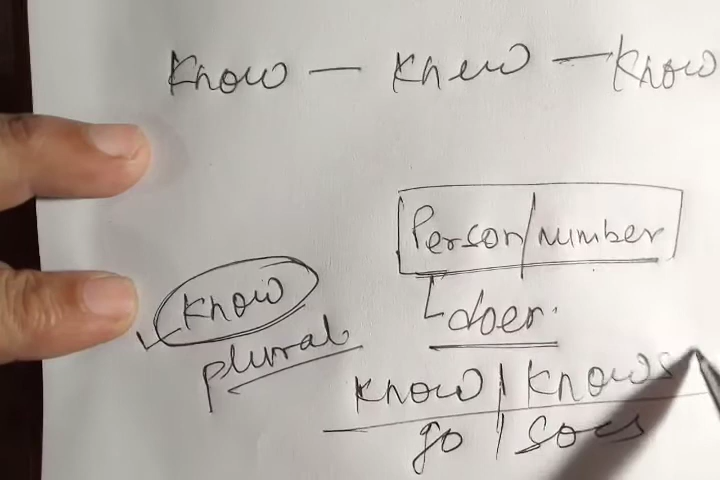 Know — Knew — Know
Person/number
know
doer.
plural
know | knows
go | goes